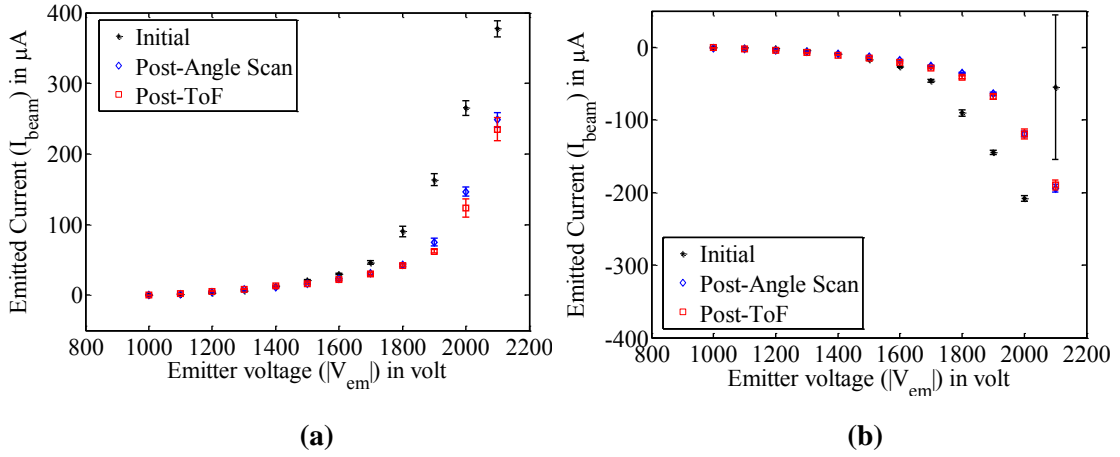 Emitted Current (I_beam) in μA
400
300
200
100
0
Initial
Post-Angle Scan
Post-ToF
800 1000 1200 1400 1600 1800 2000 2200
Emitter voltage (|V_em|) in volt
(a)
Emitted Current (I_beam) in μA
0
-100
-200
-300
-400
Initial
Post-Angle Scan
Post-ToF
800 1000 1200 1400 1600 1800 2000 2200
Emitter voltage (|V_em|) in volt
(b)